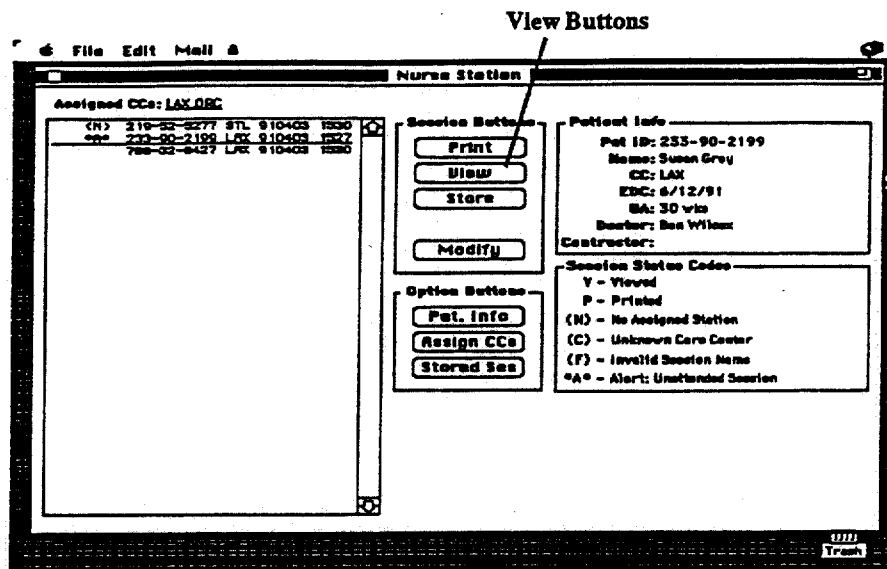 View Buttons
File Edit Mail
Nurse Station
Assigned CCs: LAX ORC
(N) 219-52-5277 STL 910403 1530
*A* 233-90-2199 LAX 910403 1527
LAX 910403 1530
Session Buttons
Print
View
Store
Modify
Option Buttons
Pat. Info
Assign CCs
Stored Ses
Patient Info
Pat ID: 233-90-2199
Name: Susan Grey
CC: LAX
EDC: 6/12/91
GA: 30 wks
Doctor: Ben Wilcox
Contractor:
Session Status Codes
Y - Viewed
P - Printed
(N) - No Assigned Station
(C) - Unknown Care Center
(F) - Invalid Session Name
*A* - Alert: Unattended Session
Trash